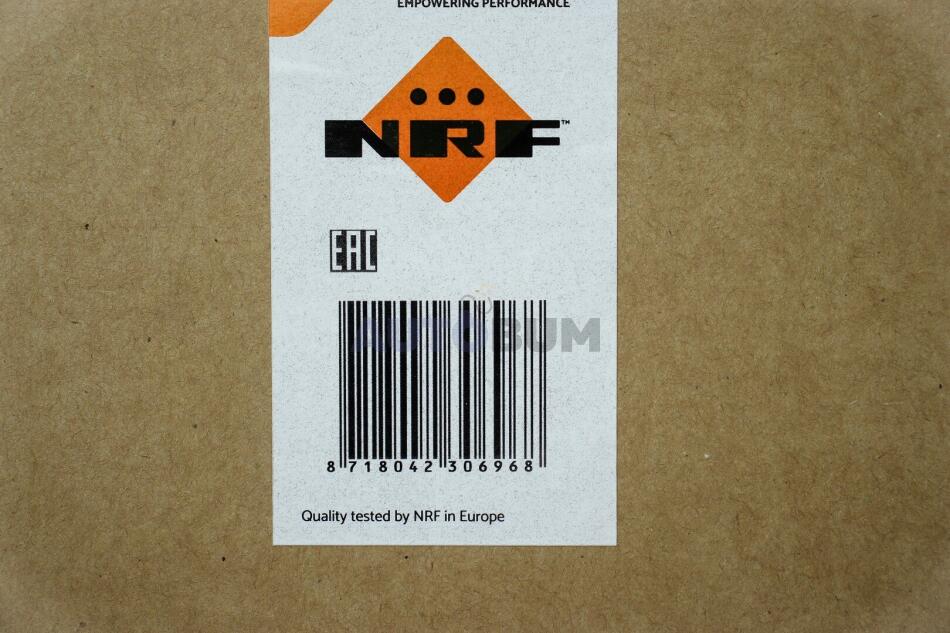 EMPOWERING PERFORMANCE
NRF™
EAC
AUTOBUM
8 718042 306968
Quality tested by NRF in Europe